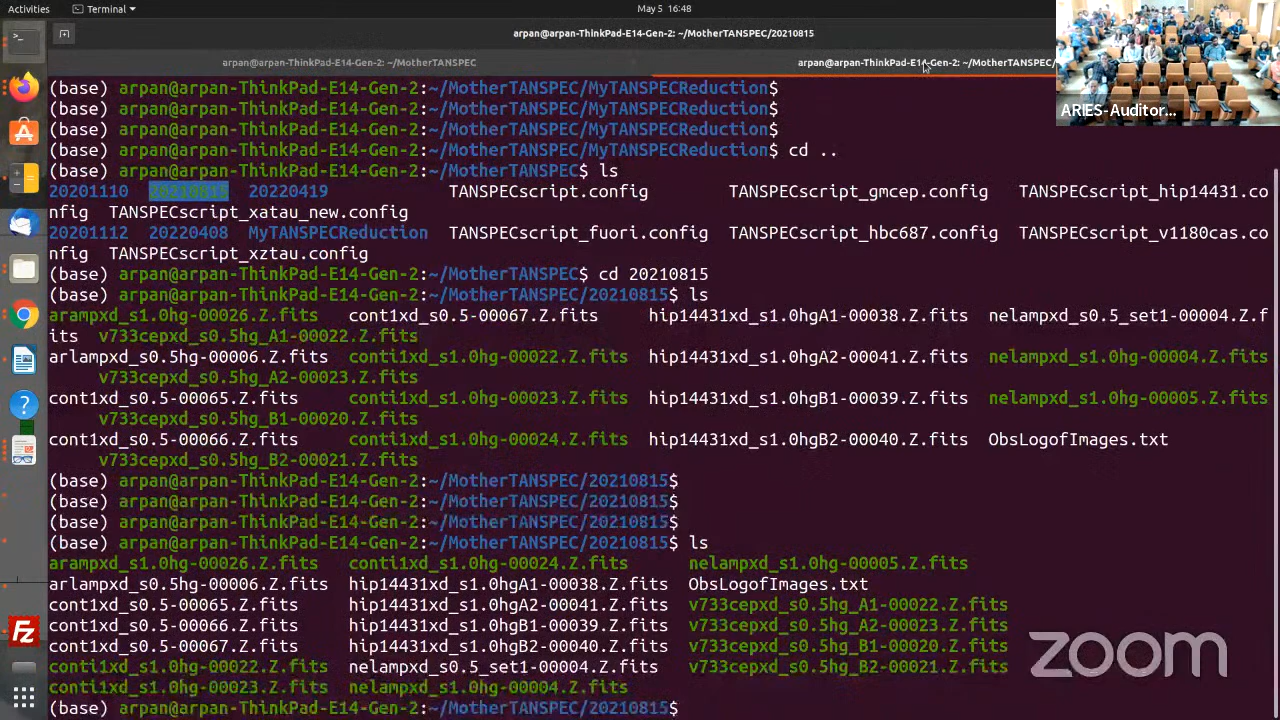 Activities Terminal May 5 16:48
arpan@arpan-ThinkPad-E14-Gen-2: ~/MotherTANSPEC/20210815
arpan@arpan-ThinkPad-E14-Gen-2: ~/MotherTANSPEC arpan@arpan-ThinkPad-E14-Gen-2: ~/MotherTANSPEC/
ARIES-Auditor...
(base) arpan@arpan-ThinkPad-E14-Gen-2:~/MotherTANSPEC/MyTANSPECReduction$
(base) arpan@arpan-ThinkPad-E14-Gen-2:~/MotherTANSPEC/MyTANSPECReduction$
(base) arpan@arpan-ThinkPad-E14-Gen-2:~/MotherTANSPEC/MyTANSPECReduction$
(base) arpan@arpan-ThinkPad-E14-Gen-2:~/MotherTANSPEC/MyTANSPECReduction$ cd ..
(base) arpan@arpan-ThinkPad-E14-Gen-2:~/MotherTANSPEC$ ls
20201110 20210815 20220419 TANSPECscript.config TANSPECscript_gmcep.config TANSPECscript_hip14431.co
nfig TANSPECscript_xatau_new.config
20201112 20220408 MyTANSPECReduction TANSPECscript_fuori.config TANSPECscript_hbc687.config TANSPECscript_v1180cas.co
nfig TANSPECscript_xztau.config
(base) arpan@arpan-ThinkPad-E14-Gen-2:~/MotherTANSPEC$ cd 20210815
(base) arpan@arpan-ThinkPad-E14-Gen-2:~/MotherTANSPEC/20210815$ ls
arampxd_s1.0hg-00026.Z.fits cont1xd_s0.5-00067.Z.fits hip14431xd_s1.0hgA1-00038.Z.fits nelampxd_s0.5_set1-00004.Z.f
its v733cepxd_s0.5hg_A1-00022.Z.fits
arlampxd_s0.5hg-00006.Z.fits conti1xd_s1.0hg-00022.Z.fits hip14431xd_s1.0hgA2-00041.Z.fits nelampxd_s1.0hg-00004.Z.fits
v733cepxd_s0.5hg_A2-00023.Z.fits
cont1xd_s0.5-00065.Z.fits conti1xd_s1.0hg-00023.Z.fits hip14431xd_s1.0hgB1-00039.Z.fits nelampxd_s1.0hg-00005.Z.fits
v733cepxd_s0.5hg_B1-00020.Z.fits
cont1xd_s0.5-00066.Z.fits conti1xd_s1.0hg-00024.Z.fits hip14431xd_s1.0hgB2-00040.Z.fits ObsLogofImages.txt
v733cepxd_s0.5hg_B2-00021.Z.fits
(base) arpan@arpan-ThinkPad-E14-Gen-2:~/MotherTANSPEC/20210815$
(base) arpan@arpan-ThinkPad-E14-Gen-2:~/MotherTANSPEC/20210815$
(base) arpan@arpan-ThinkPad-E14-Gen-2:~/MotherTANSPEC/20210815$
(base) arpan@arpan-ThinkPad-E14-Gen-2:~/MotherTANSPEC/20210815$ ls
arampxd_s1.0hg-00026.Z.fits conti1xd_s1.0hg-00024.Z.fits nelampxd_s1.0hg-00005.Z.fits
arlampxd_s0.5hg-00006.Z.fits hip14431xd_s1.0hgA1-00038.Z.fits ObsLogofImages.txt
cont1xd_s0.5-00065.Z.fits hip14431xd_s1.0hgA2-00041.Z.fits v733cepxd_s0.5hg_A1-00022.Z.fits
cont1xd_s0.5-00066.Z.fits hip14431xd_s1.0hgB1-00039.Z.fits v733cepxd_s0.5hg_A2-00023.Z.fits
cont1xd_s0.5-00067.Z.fits hip14431xd_s1.0hgB2-00040.Z.fits v733cepxd_s0.5hg_B1-00020.Z.fits
conti1xd_s1.0hg-00022.Z.fits nelampxd_s0.5_set1-00004.Z.fits v733cepxd_s0.5hg_B2-00021.Z.fits
conti1xd_s1.0hg-00023.Z.fits nelampxd_s1.0hg-00004.Z.fits
(base) arpan@arpan-ThinkPad-E14-Gen-2:~/MotherTANSPEC/20210815$
zoom